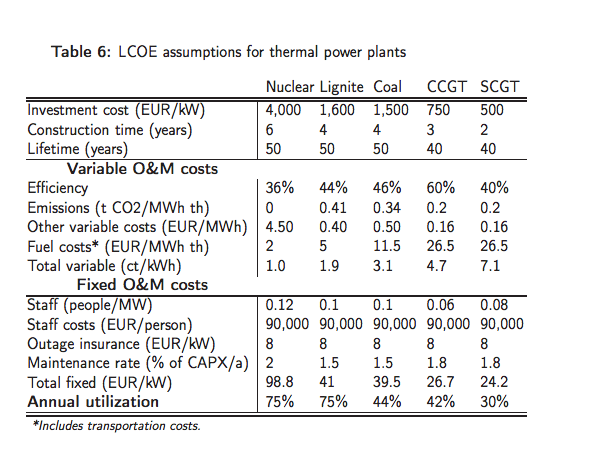 Table 6: LCOE assumptions for thermal power plants
Nuclear Lignite Coal CCGT SCGT
Investment cost (EUR/kW) 4,000 1,600 1,500 750 500
Construction time (years) 6 4 4 3 2
Lifetime (years) 50 50 50 40 40
Variable O&M costs
Efficiency 36% 44% 46% 60% 40%
Emissions (t CO2/MWh th) 0 0.41 0.34 0.2 0.2
Other variable costs (EUR/MWh) 4.50 0.40 0.50 0.16 0.16
Fuel costs* (EUR/MWh th) 2 5 11.5 26.5 26.5
Total variable (ct/kWh) 1.0 1.9 3.1 4.7 7.1
Fixed O&M costs
Staff (people/MW) 0.12 0.1 0.1 0.06 0.08
Staff costs (EUR/person) 90,000 90,000 90,000 90,000 90,000
Outage insurance (EUR/kW) 8 8 8 8 8
Maintenance rate (% of CAPX/a) 2 1.5 1.5 1.8 1.8
Total fixed (EUR/kW) 98.8 41 39.5 26.7 24.2
Annual utilization 75% 75% 44% 42% 30%
*Includes transportation costs.